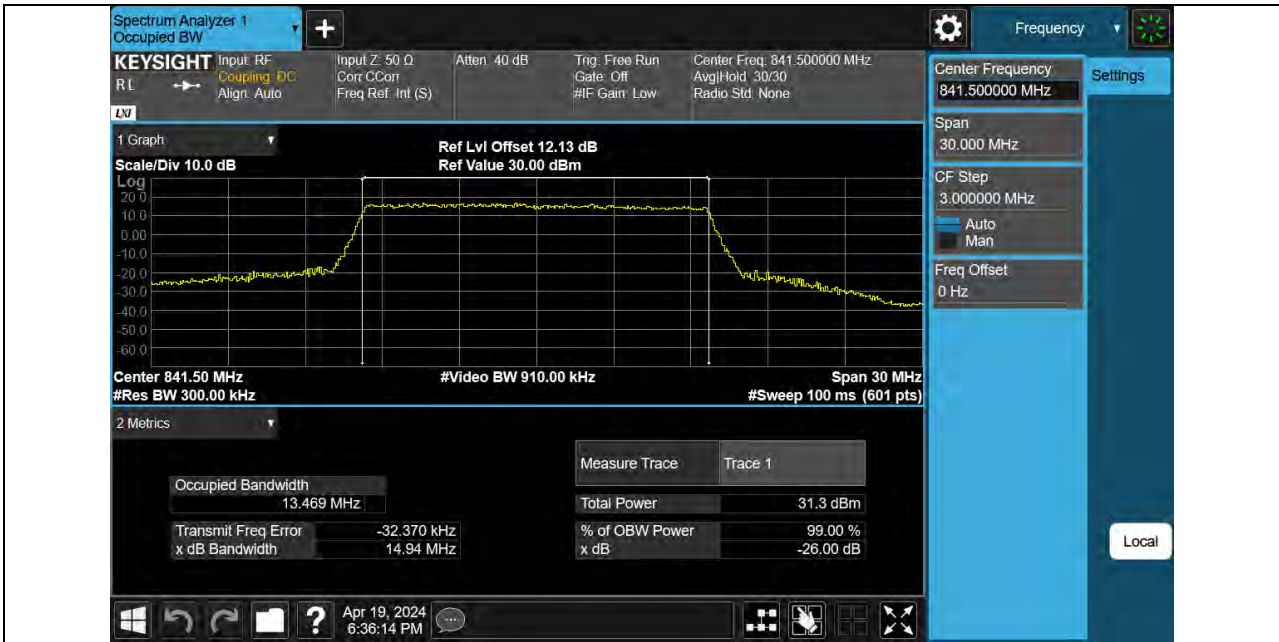 Spectrum Analyzer 1
Occupied BW
Frequency
KEYSIGHT
RL
LXI
Input: RF
Coupling: DC
Align: Auto
Input Z: 50 Ω
Corr CCorr
Freq Ref: Int (S)
Atten: 40 dB
Trig: Free Run
Gate: Off
#IF Gain: Low
Center Freq: 841.500000 MHz
Avg|Hold: 30/30
Radio Std: None
Center Frequency
841.500000 MHz
Settings
Span
30.000 MHz
CF Step
3.000000 MHz
Auto
Man
Freq Offset
0 Hz
Local
1 Graph
Scale/Div 10.0 dB
Ref Lvl Offset 12.13 dB
Ref Value 30.00 dBm
Log
20.0
10.0
0.00
-10.0
-20.0
-30.0
-40.0
-50.0
-60.0
Center 841.50 MHz
#Video BW 910.00 kHz
Span 30 MHz
#Res BW 300.00 kHz
#Sweep 100 ms (601 pts)
2 Metrics
Measure Trace Trace 1
Occupied Bandwidth
13.469 MHz
Total Power 31.3 dBm
Transmit Freq Error -32.370 kHz
% of OBW Power 99.00 %
x dB Bandwidth 14.94 MHz
x dB -26.00 dB
?
Apr 19, 2024
6:36:14 PM